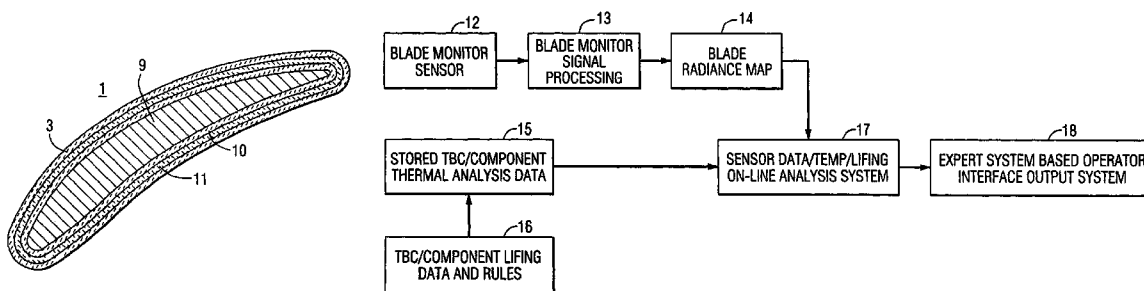 1
9
3
10
11
12
BLADE MONITOR
SENSOR
13
BLADE MONITOR
SIGNAL
PROCESSING
14
BLADE
RADIANCE MAP
15
STORED TBC/COMPONENT
THERMAL ANALYSIS DATA
16
TBC/COMPONENT LIFING
DATA AND RULES
17
SENSOR DATA/TEMP/LIFING
ON-LINE ANALYSIS SYSTEM
18
EXPERT SYSTEM BASED OPERATOR
INTERFACE OUTPUT SYSTEM